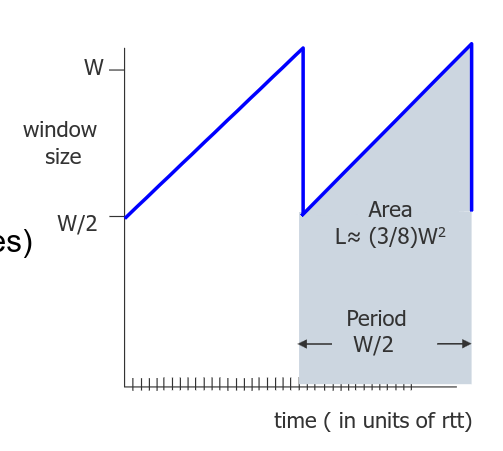 W
window
size
W/2
es)
Area
L≈ (3/8)W²
Period
W/2
time ( in units of rtt)